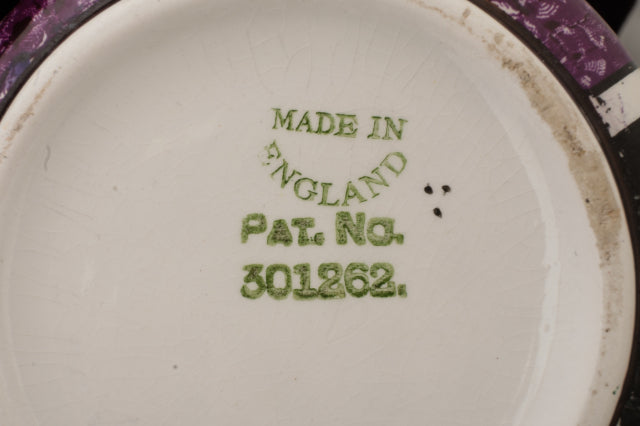 MADE IN
ENGLAND
PAT. NO.
301262.